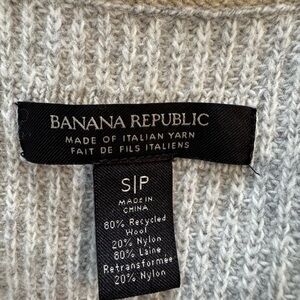 BANANA REPUBLIC
MADE OF ITALIAN YARN
FAIT DE FILS ITALIENS
S|P
MADE IN
CHINA
80% Recycled
Wool
20% Nylon
80% Laine
Retransformée
20% Nylon